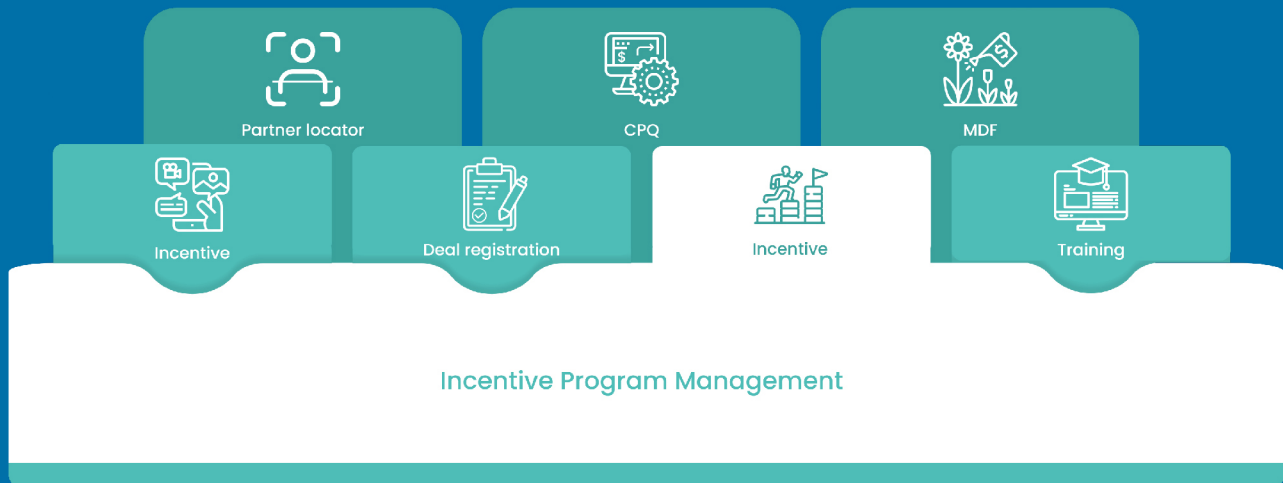 Partner locator
CPQ
MDF
Incentive
Deal registration
Incentive
Training
Incentive Program Management